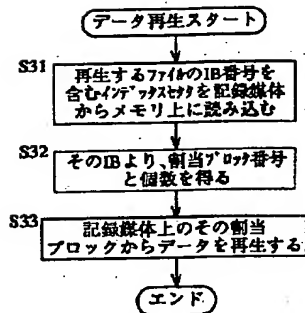 データ再生スタート
S31
再生するファイルのIB番号を
含むインデックスセクタを記録媒体
からメモリ上に読み込む
S32
そのIBより、割当ブロック番号
と個数を得る
S33
記録媒体上のその割当
ブロックからデータを再生する
エンド